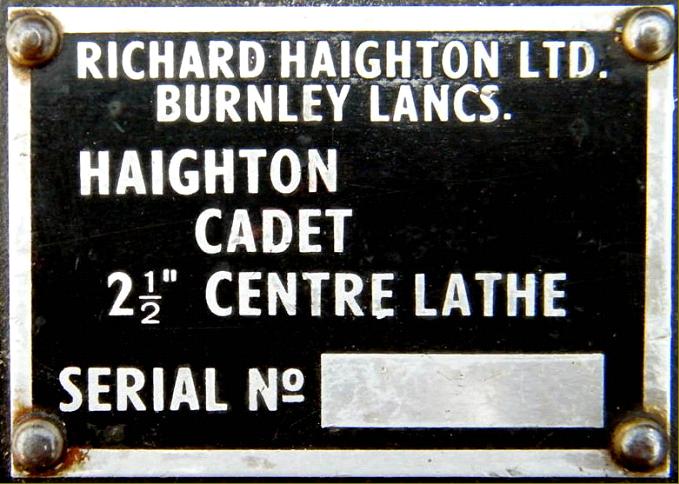 RICHARD HAIGHTON LTD.
BURNLEY LANCS.
HAIGHTON
CADET
2½" CENTRE LATHE
SERIAL Nº